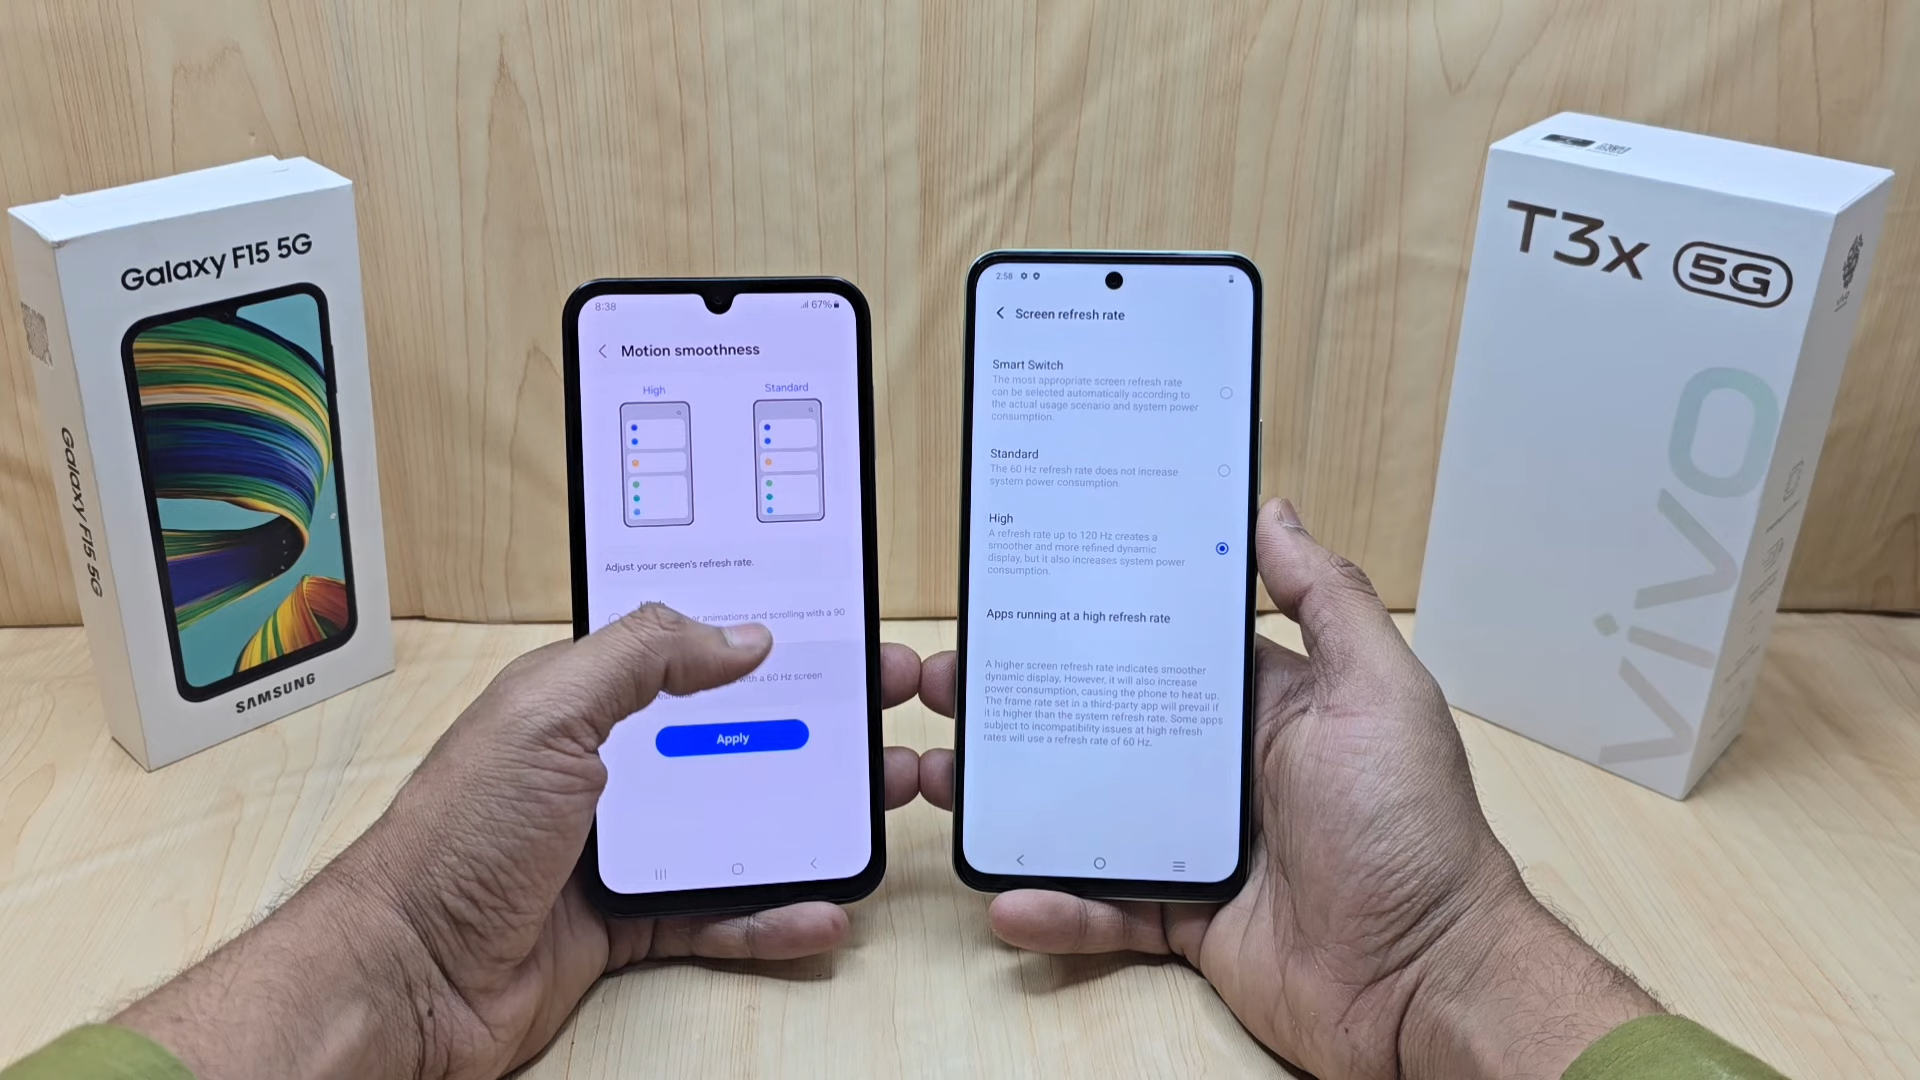 Galaxy F15 5G
SAMSUNG
Galaxy F15 5G
8:38
67%
Motion smoothness
High
Standard
Adjust your screen's refresh rate.
animations and scrolling with a 90
with a 60 Hz screen
Apply
2:58
Screen refresh rate
Smart Switch
The most appropriate screen refresh rate
can be selected automatically according to
the actual usage scenario and system power
consumption.
Standard
The 60 Hz refresh rate does not increase
system power consumption.
High
A refresh rate up to 120 Hz creates a
smoother and more refined dynamic
display, but it also increases system power
consumption.
Apps running at a high refresh rate
A higher screen refresh rate indicates smoother
dynamic display. However, it will also increase
power consumption, causing the phone to heat up.
The frame rate set in a third-party app will prevail if
it is higher than the system refresh rate. Some apps
subject to incompatibility issues at high refresh
rates will use a refresh rate of 60 Hz.
T3x 5G
vivo